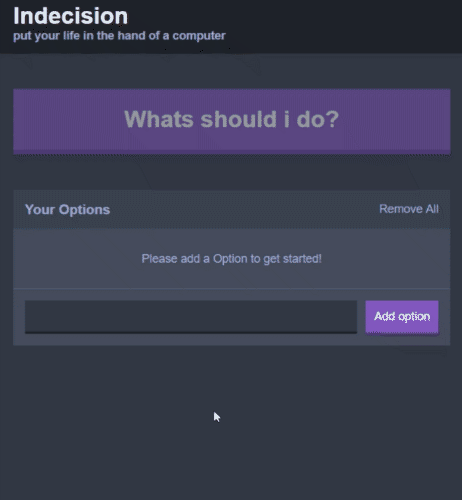 Indecision
put your life in the hand of a computer
Whats should i do?
Your Options
Remove All
Please add a Option to get started!
Add option